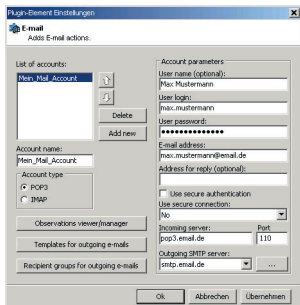 Plugin-Element Einstellungen
E-mail
Adds E-mail actions.
List of accounts:
Mein_Mail_Account
Delete
Add new
Account name:
Mein_Mail_Account
Account type
POP3
IMAP
Observations viewer/manager
Templates for outgoing e-mails
Recipient groups for outgoing e-mails
Account parameters
User name (optional):
Max Mustermann
User login:
max.mustermann
User password:
••••••••••••••
E-mail address:
max.mustermann@email.de
Address for reply (optional):
Use secure authentication
Use secure connection:
No
Incoming server: Port
pop3.email.de 110
Outgoing SMTP server:
smtp.email.de ...
Ok Abbrechen Übernehmen